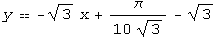 y == -√3 x + π/(10 √3) - √3